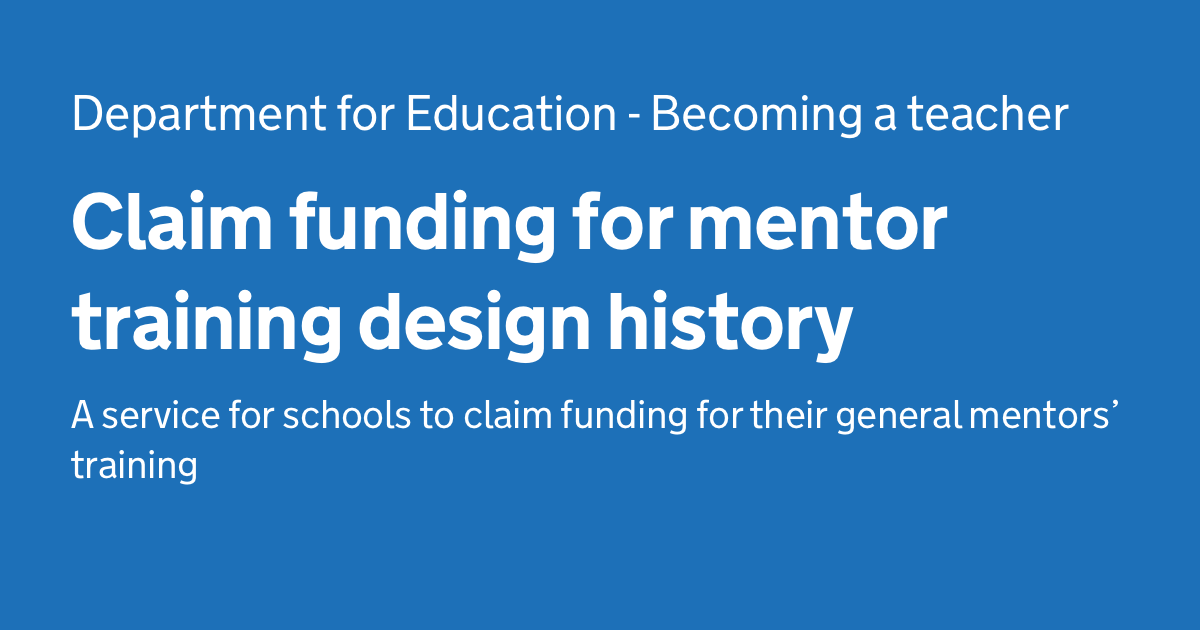 Department for Education - Becoming a teacher
Claim funding for mentor
training design history
A service for schools to claim funding for their general mentors’
training